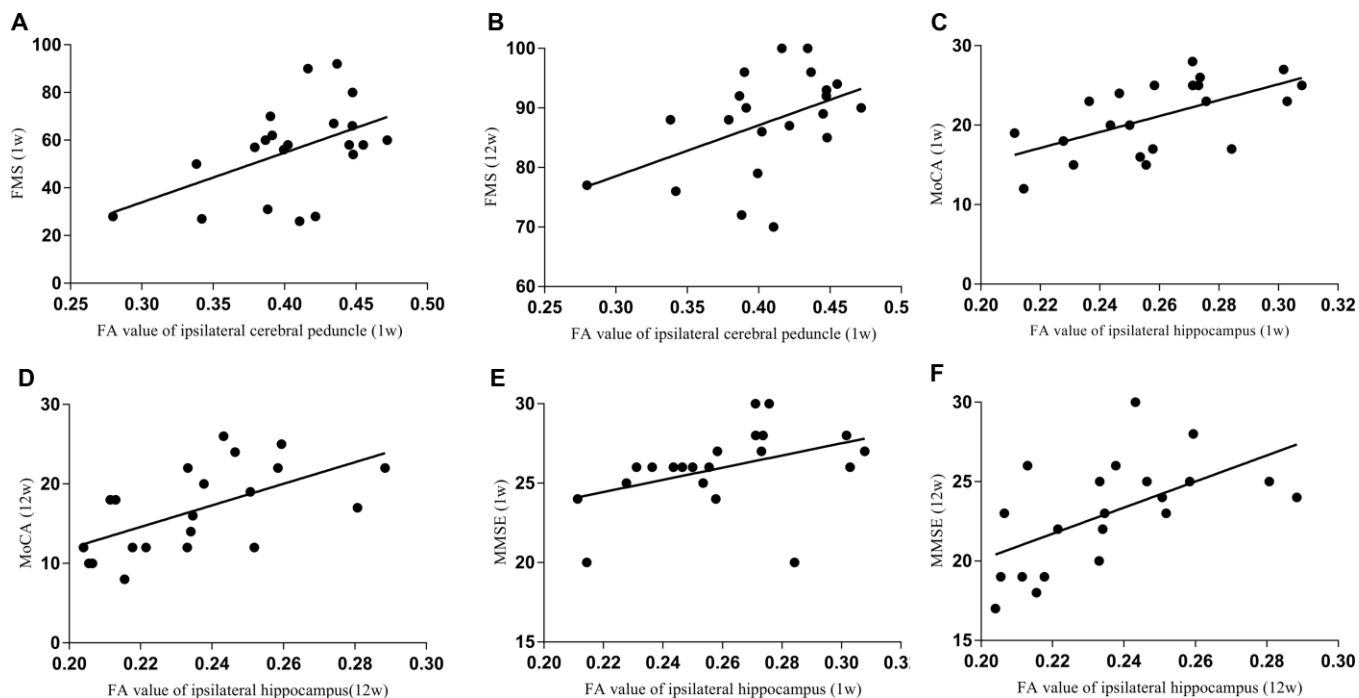 A
FMS (1w)
100
80
60
40
20
0
0.25 0.30 0.35 0.40 0.45 0.50
FA value of ipsilateral cerebral peduncle (1w)
B
FMS (12w)
100
90
80
70
60
0.25 0.30 0.35 0.40 0.45 0.5
FA value of ipsilateral cerebral peduncle (1w)
C
MoCA (1w)
30
20
10
0
0.20 0.22 0.24 0.26 0.28 0.30 0.32
FA value of ipsilateral hippocampus (1w)
D
MoCA (12w)
30
20
10
0
0.20 0.22 0.24 0.26 0.28 0.30
FA value of ipsilateral hippocampus(12w)
E
MMSE (1w)
30
25
20
15
0.20 0.22 0.24 0.26 0.28 0.30 0.32
FA value of ipsilateral hippocampus (1w)
F
MMSE (12w)
30
25
20
15
0.20 0.22 0.24 0.26 0.28 0.30
FA value of ipsilateral hippocampus (12w)